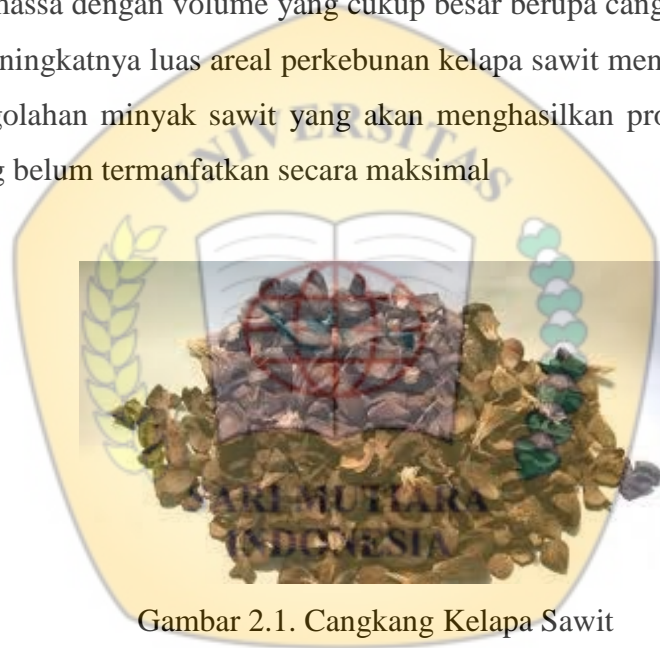 massa dengan volume yang cukup besar berupa cang
ningkatnya luas areal perkebunan kelapa sawit men
golahan minyak sawit yang akan menghasilkan pro
g belum termanfatkan secara maksimal
UNIVERSITAS
SARI MUTIARA
INDONESIA
Gambar 2.1. Cangkang Kelapa Sawit